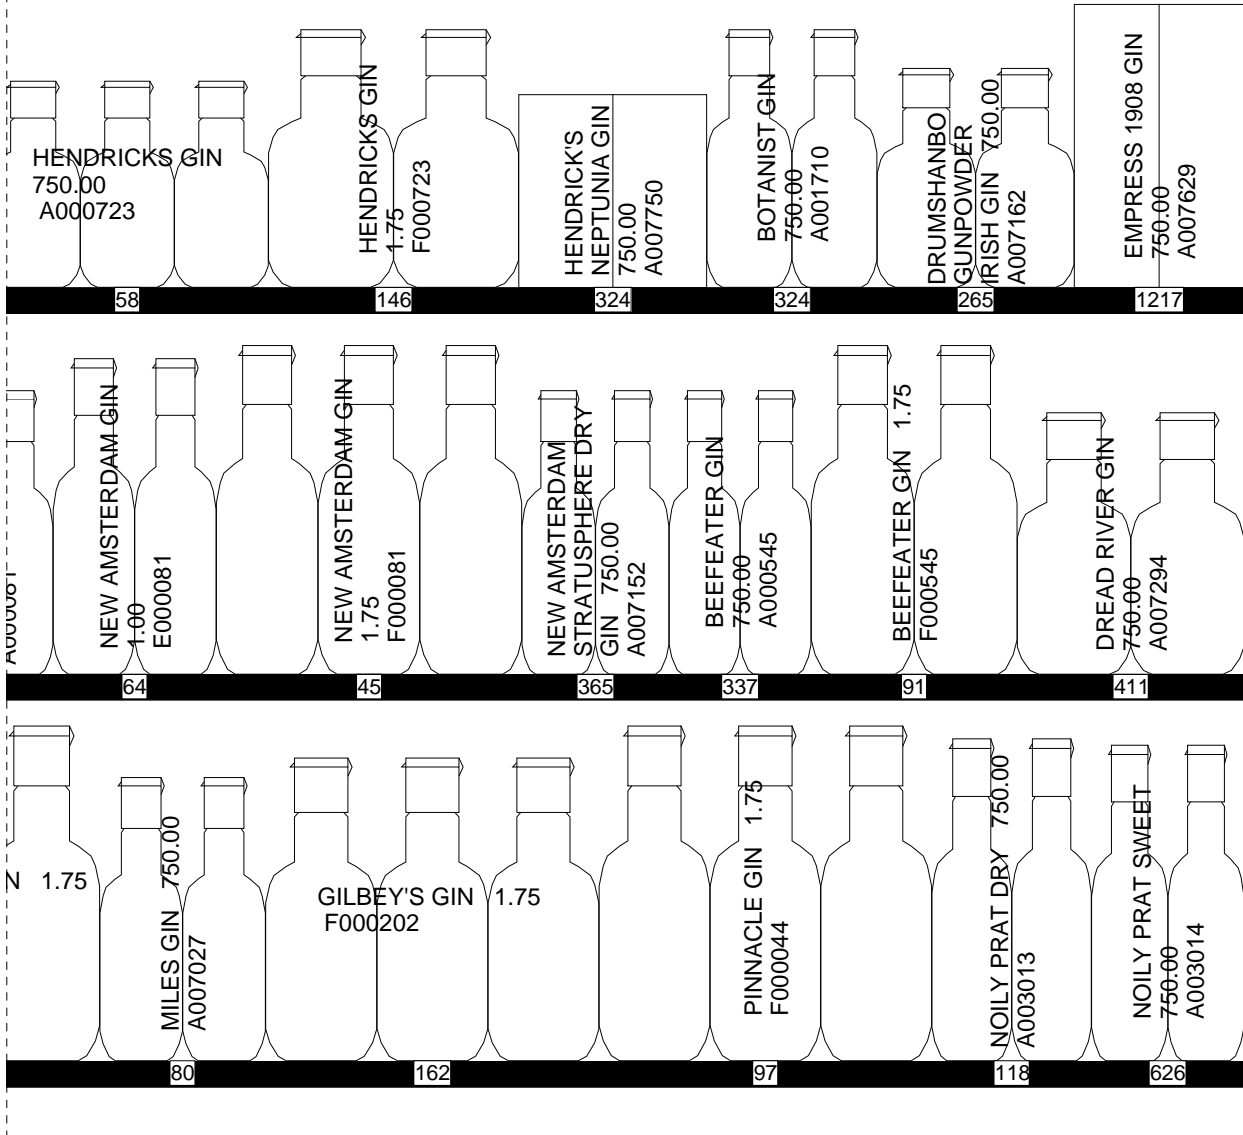 HENDRICKS GIN
750.00
A000723
HENDRICKS GIN
1.75
F000723
HENDRICK'S
NEPTUNIA GIN
750.00
A007750
BOTANIST GIN
750.00
A001710
DRUMSHANBO
GUNPOWDER
IRISH GIN 750.00
A007162
EMPRESS 1908 GIN
750.00
A007629
58 146 324 324 265 1217
A000081
NEW AMSTERDAM GIN
1.00
E000081
NEW AMSTERDAM GIN
1.75
F000081
NEW AMSTERDAM
STRATUSPHERE DRY
GIN 750.00
A007152
BEEFEATER GIN
750.00
A000545
BEEFEATER GIN 1.75
F000545
DREAD RIVER GIN
750.00
A007294
64 45 365 337 91 411
N 1.75
MILES GIN 750.00
A007027
GILBEY'S GIN 1.75
F000202
PINNACLE GIN 1.75
F000044
NOILY PRAT DRY 750.00
A003013
NOILY PRAT SWEET
750.00
A003014
80 162 97 118 626